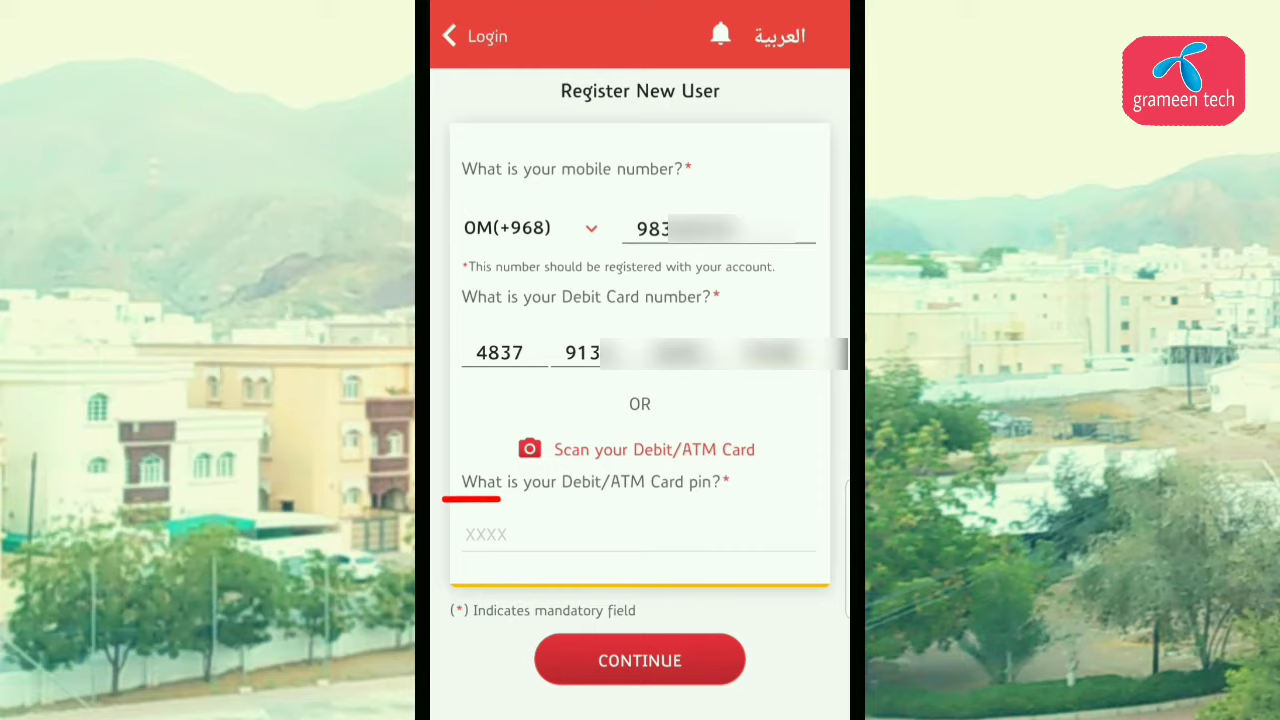 Login
العربية
grameen tech
Register New User
What is your mobile number?*
OM(+968) 983
*This number should be registered with your account.
What is your Debit Card number?*
4837 913
OR
Scan your Debit/ATM Card
What is your Debit/ATM Card pin?*
XXXX
(*) Indicates mandatory field
CONTINUE